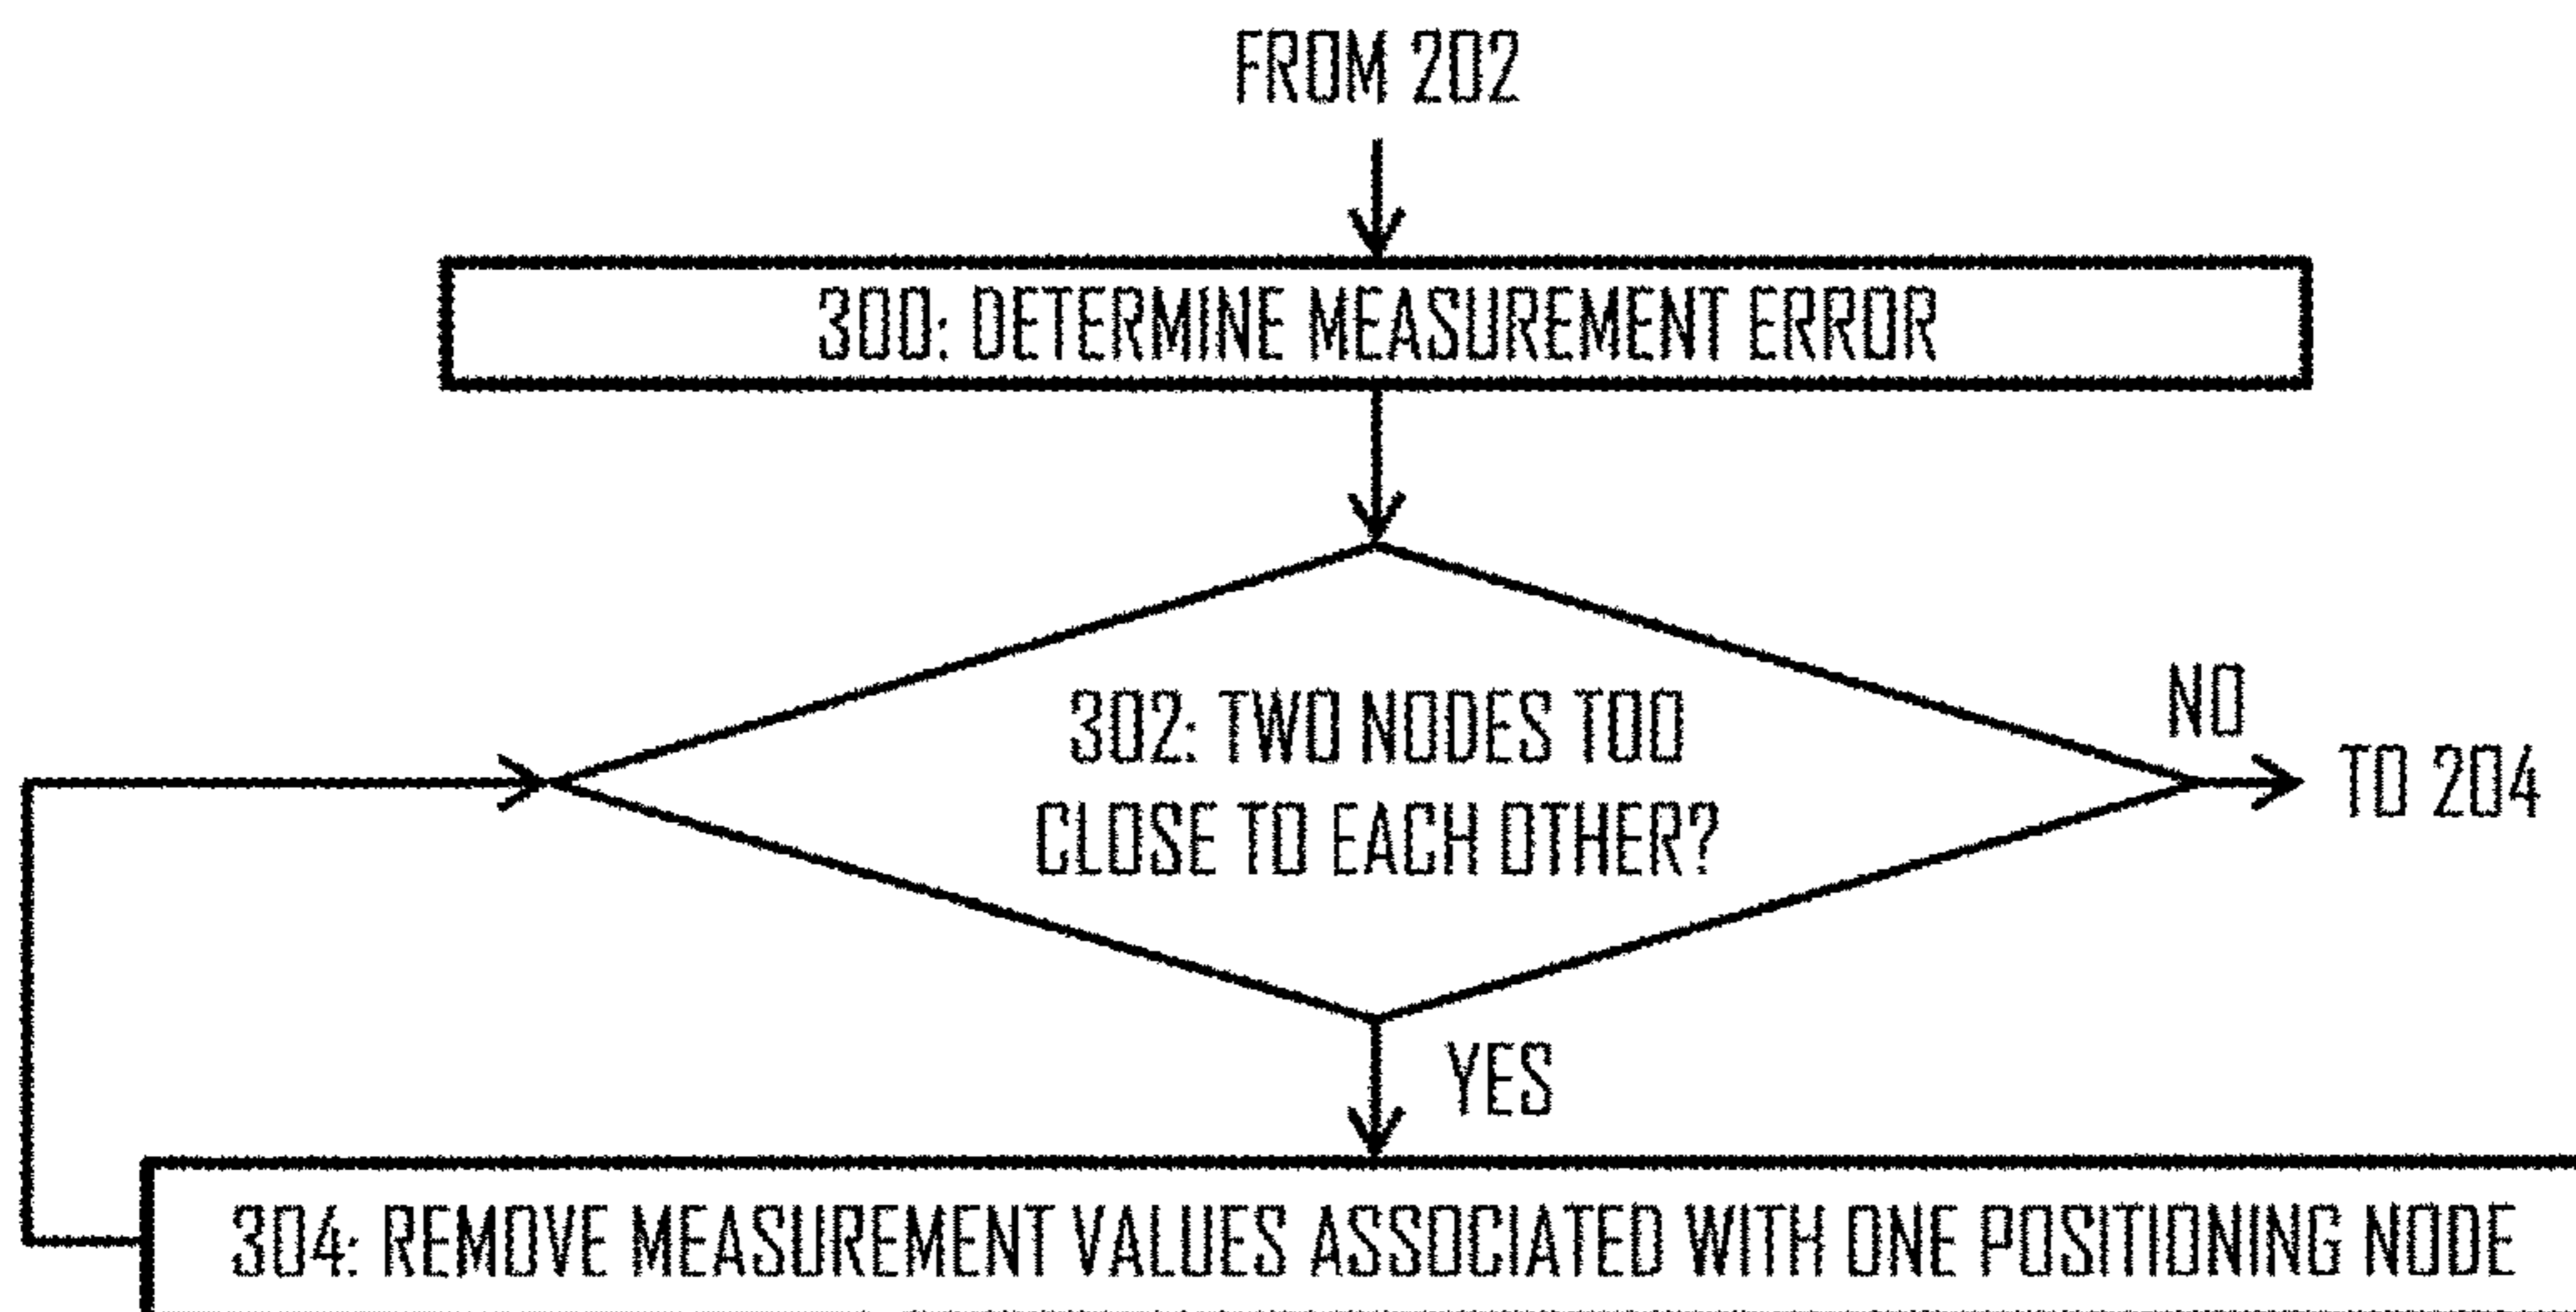 FROM 202
300: DETERMINE MEASUREMENT ERROR
302: TWO NODES TOO
CLOSE TO EACH OTHER?
NO
TO 204
YES
304: REMOVE MEASUREMENT VALUES ASSOCIATED WITH ONE POSITIONING NODE